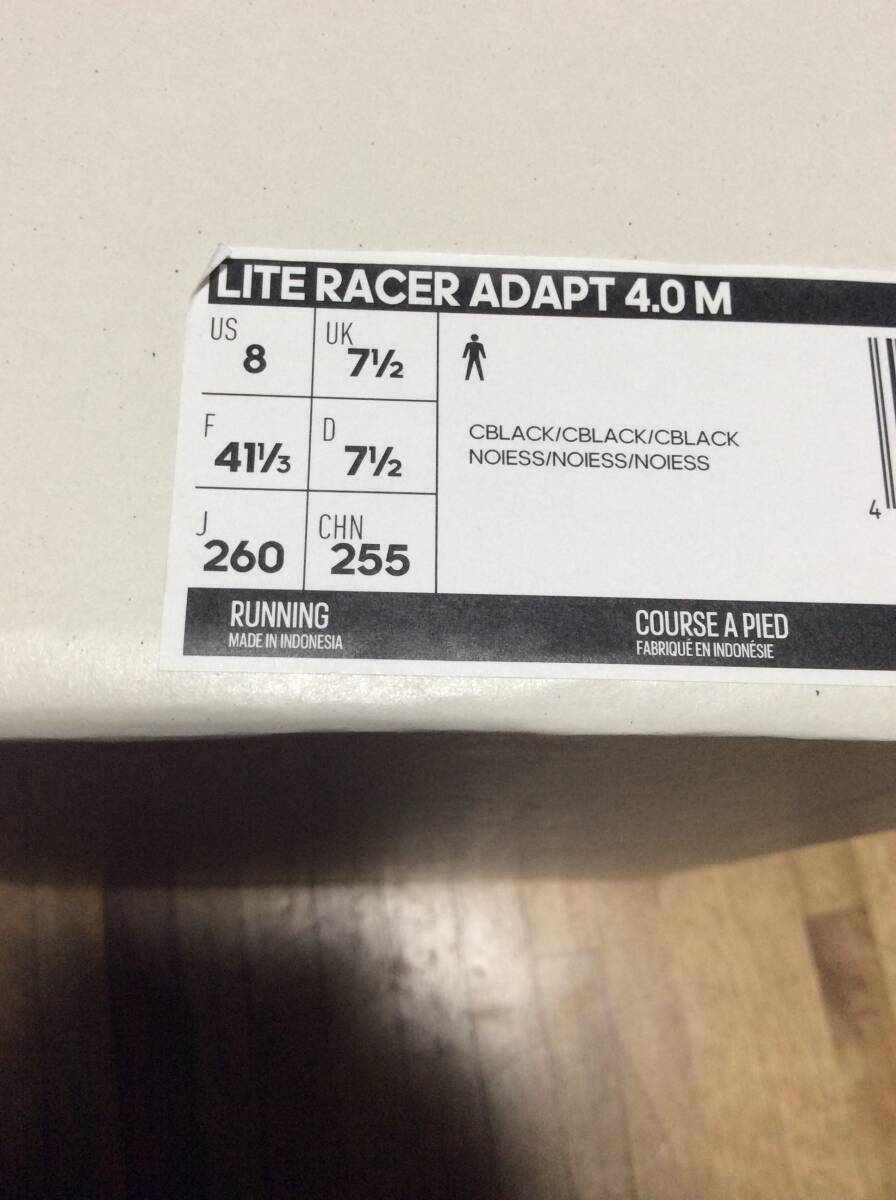 LITE RACER ADAPT 4.0 M
US 8
UK 7½
F 41⅓
D 7½
J 260
CHN 255
CBLACK/CBLACK/CBLACK
NOIESS/NOIESS/NOIESS
4
RUNNING
MADE IN INDONESIA
COURSE A PIED
FABRIQUÉ EN INDONÉSIE